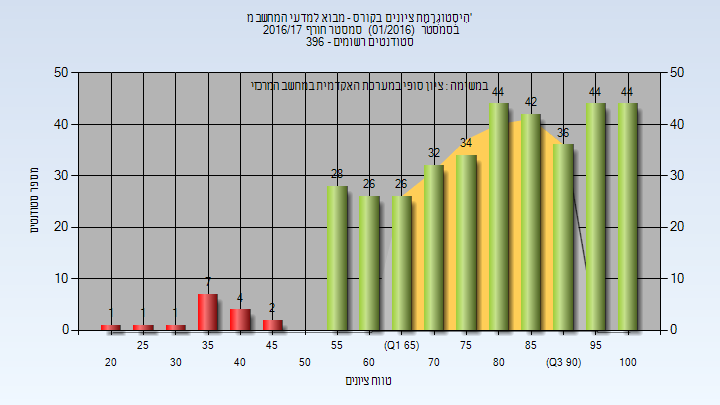 היסטוגרמת ציונים בקורס - מבוא למדעי המחשב מ'
בסמסטר (01/2016) סמסטר חורף 2016/17
סטודנטים רשומים - 396
במשימה : ציון סופי במערכת האקדמית במחשב המרכזי
מספר סטודנטים
50 40 30 20 10 0
50 40 30 20 10 0
1 1 1 7 4 2 28 26 26 32 34 44 42 36 44 44
25 35 45 55 (Q1 65) 75 85 95
20 30 40 50 60 70 80 (Q3 90) 100
טווח ציונים